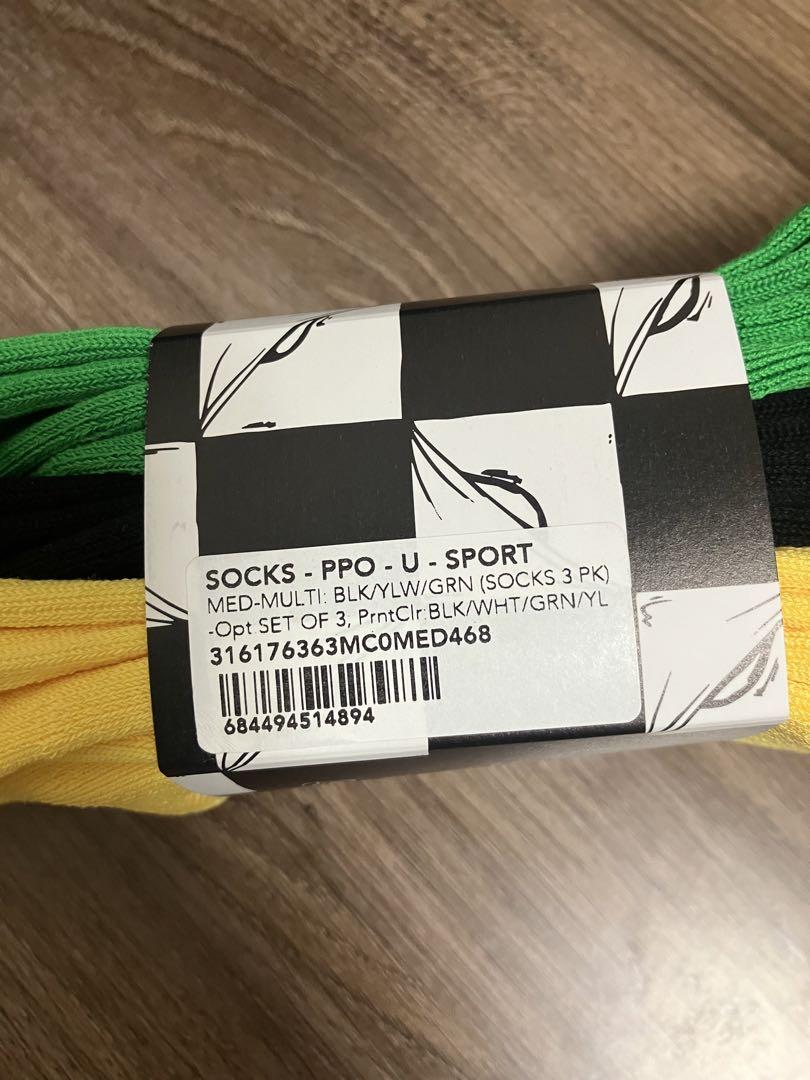 SOCKS - PPO - U - SPORT
MED-MULTI: BLK/YLW/GRN (SOCKS 3 PK)
-Opt:SET OF 3, PrntClr:BLK/WHT/GRN/YL
316176363MC0MED468
684494514894